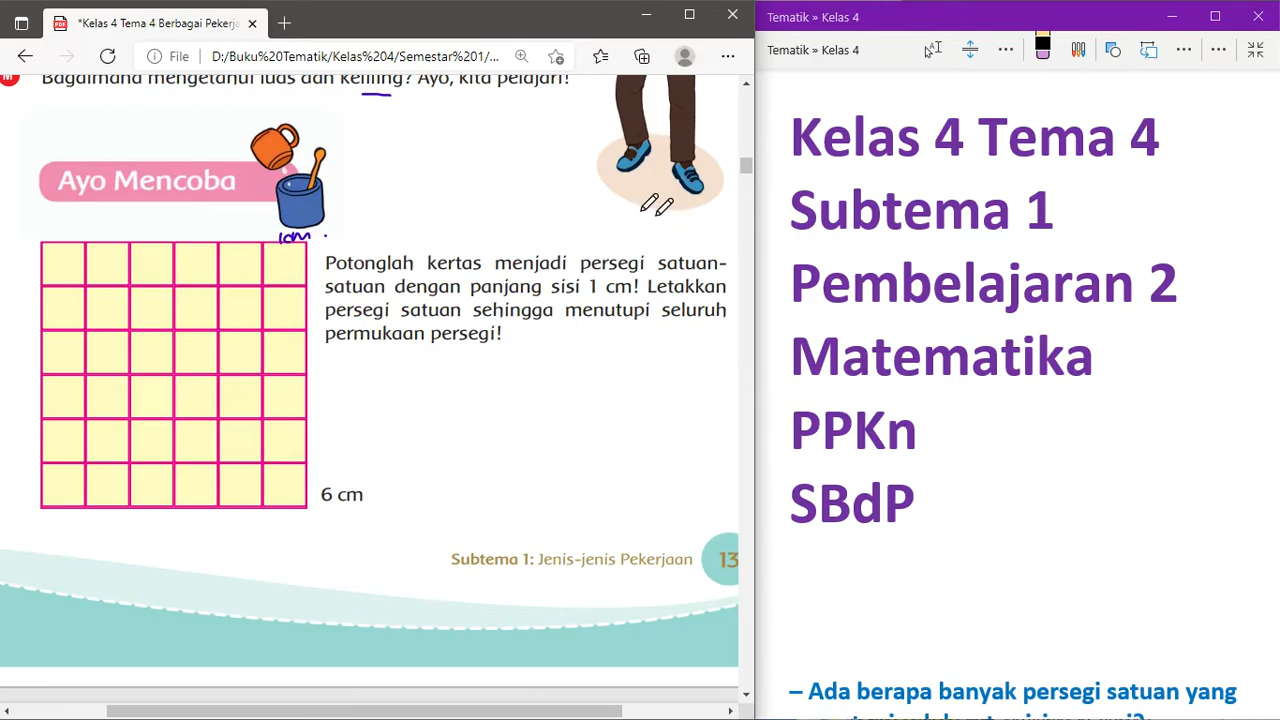 *Kelas 4 Tema 4 Berbagai Pekerja
File
D:/Buku%20Tematik/Kelas%204/Semestar%201/...
Bagaimana mengetahui luas dan keliling? Ayo, kita pelajari!
Ayo Mencoba
1cm
Potonglah kertas menjadi persegi satuan-
satuan dengan panjang sisi 1 cm! Letakkan
persegi satuan sehingga menutupi seluruh
permukaan persegi!
6 cm
Subtema 1: Jenis-jenis Pekerjaan 13
Tematik » Kelas 4
Tematik » Kelas 4
Kelas 4 Tema 4
Subtema 1
Pembelajaran 2
Matematika
PPKn
SBdP
– Ada berapa banyak persegi satuan yang